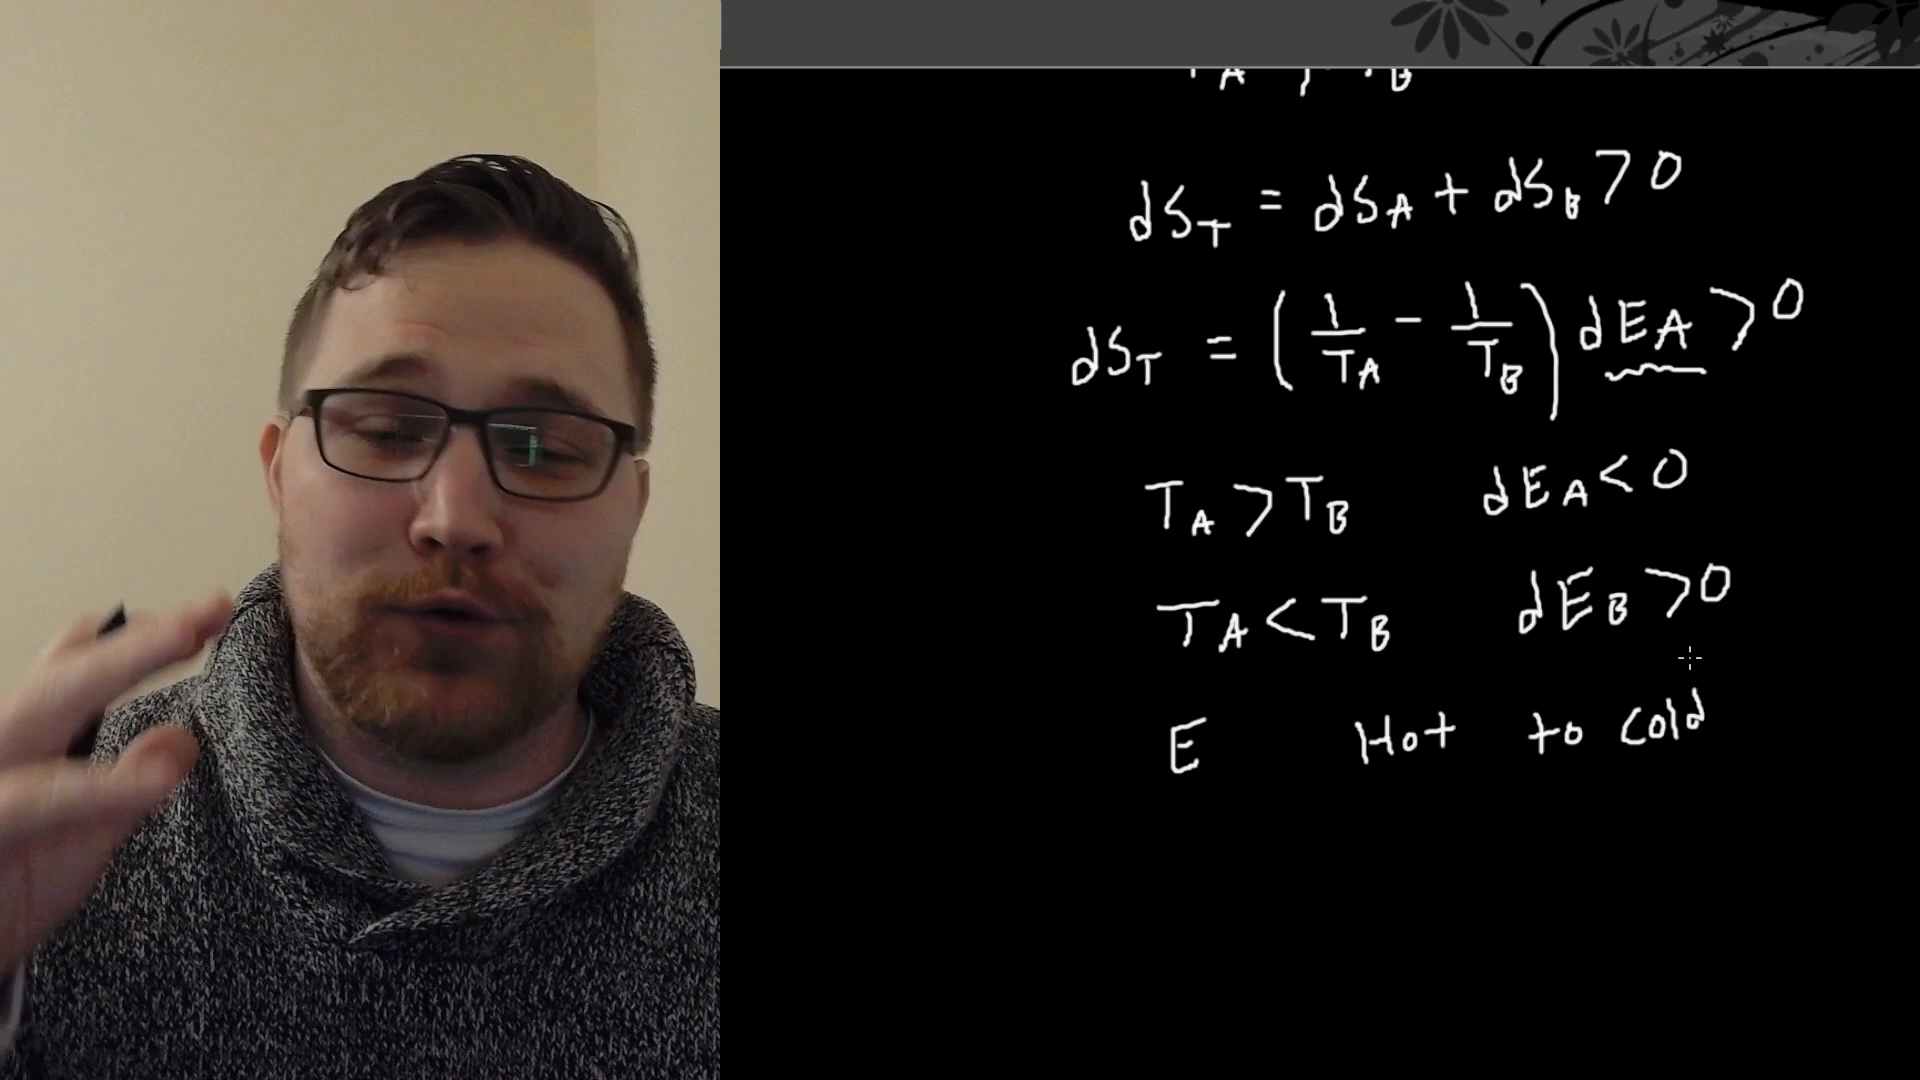 dS_T = dS_A + dS_B > 0
dS_T = (1/T_A - 1/T_B) dE_A > 0
T_A > T_B dE_A < 0
T_A < T_B dE_B > 0
E Hot to cold